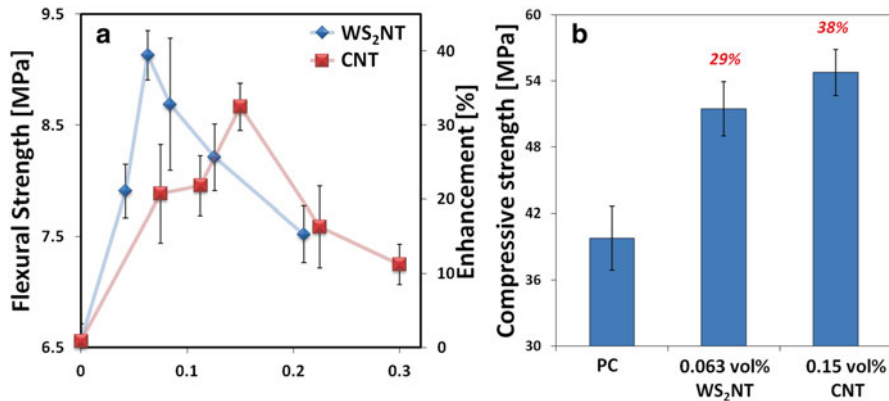 a
WS2NT
CNT
Flexural Strength [MPa]
9.5
8.5
7.5
6.5
0
0.1
0.2
0.3
40
30
20
10
0
Enhancement [%]
b
29%
38%
Compressive strength [MPa]
60
54
48
42
36
30
PC
0.063 vol%
WS2NT
0.15 vol%
CNT